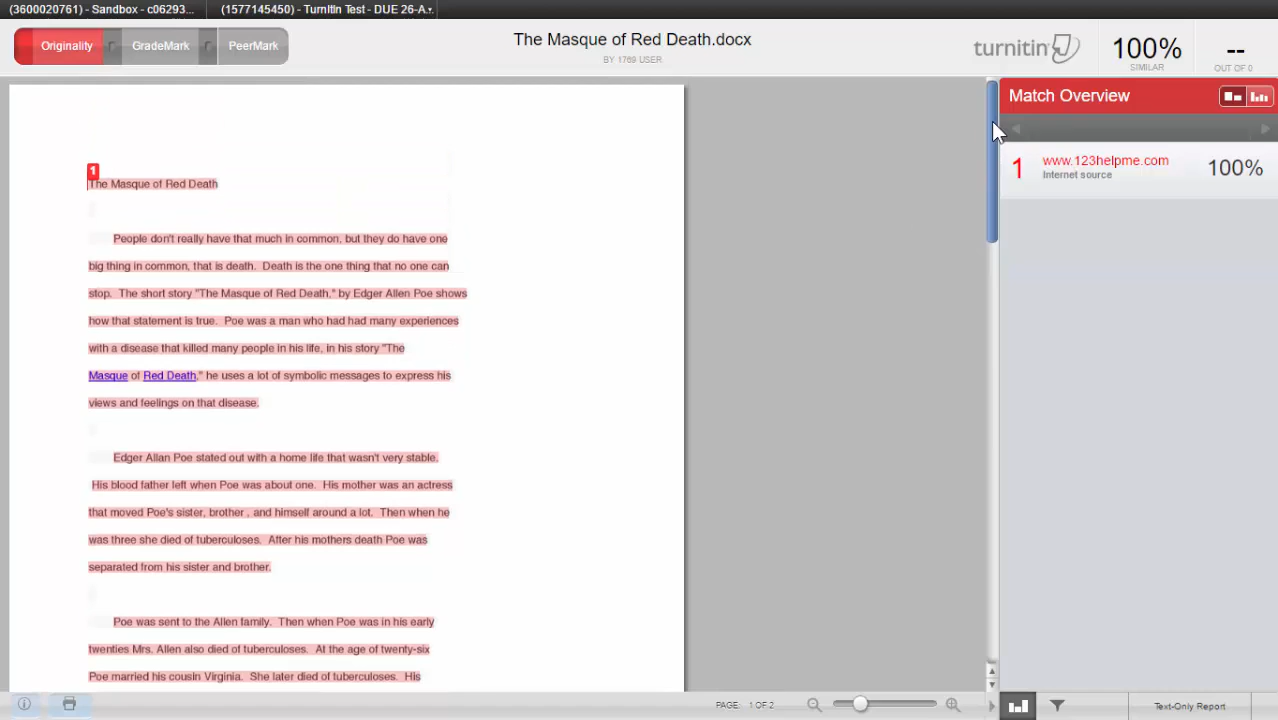 (3600020761) - Sandbox - c06293...
(1577145450) - TurnItIn Test - DUE 26-A...
Originality
GradeMark
PeerMark
The Masque of Red Death.docx
BY 1769 USER
turnitin
100%
SIMILAR
--
OUT OF 0
Match Overview
1
www.123helpme.com
Internet source
100%
1
The Masque of Red Death
People don't really have that much in common, but they do have one
big thing in common, that is death. Death is the one thing that no one can
stop. The short story "The Masque of Red Death," by Edger Allen Poe shows
how that statement is true. Poe was a man who had had many experiences
with a disease that killed many people in his life, in his story "The
Masque of Red Death," he uses a lot of symbolic messages to express his
views and feelings on that disease.
Edger Allan Poe stated out with a home life that wasn't very stable.
His blood father left when Poe was about one. His mother was an actress
that moved Poe's sister, brother , and himself around a lot. Then when he
was three she died of tuberculoses. After his mothers death Poe was
separated from his sister and brother.
Poe was sent to the Allen family. Then when Poe was in his early
twenties Mrs. Allen also died of tuberculoses. At the age of twenty-six
Poe married his cousin Virginia. She later died of tuberculoses. His
PAGE: 1 OF 2
Text-Only Report